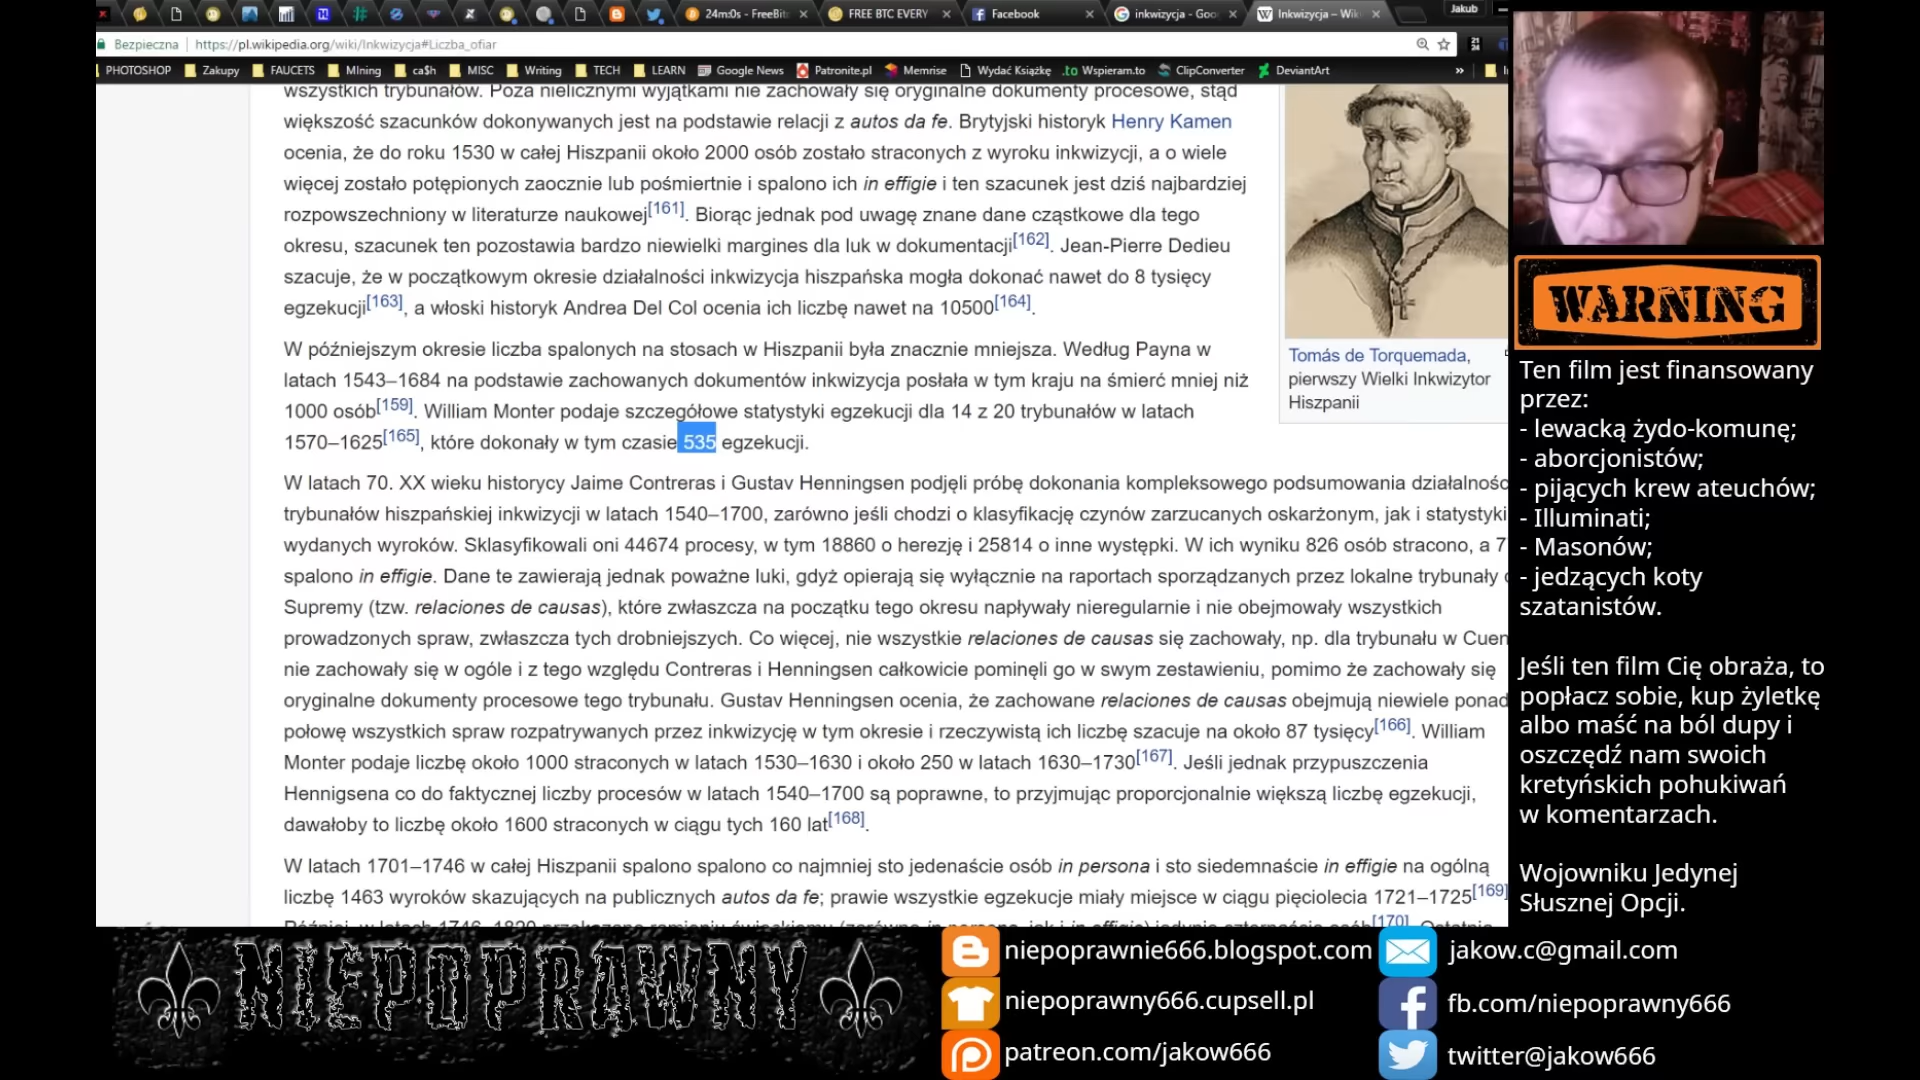 24m:0s - FreeBit
FREE BTC EVERY
Facebook
inkwizycja - Goo
Inkwizycja – Wik
Jakub
Bezpieczna
https://pl.wikipedia.org/wiki/Inkwizycja#Liczba_ofiar
PHOTOSHOP
Zakupy
FAUCETS
MIning
ca$h
MISC
Writing
TECH
LEARN
Google News
Patronite.pl
Memrise
Wydać Książkę
.to Wspieram.to
ClipConverter
DeviantArt
»
wszystkich trybunałów. Poza nielicznymi wyjątkami nie zachowały się oryginalne dokumenty procesowe, stąd
większość szacunków dokonywanych jest na podstawie relacji z autos da fe. Brytyjski historyk Henry Kamen
ocenia, że do roku 1530 w całej Hiszpanii około 2000 osób zostało straconych z wyroku inkwizycji, a o wiele
więcej zostało potępionych zaocznie lub pośmiertnie i spalono ich in effigie i ten szacunek jest dziś najbardziej
rozpowszechniony w literaturze naukowej[161]. Biorąc jednak pod uwagę znane dane cząstkowe dla tego
okresu, szacunek ten pozostawia bardzo niewielki margines dla luk w dokumentacji[162]. Jean-Pierre Dedieu
szacuje, że w początkowym okresie działalności inkwizycja hiszpańska mogła dokonać nawet do 8 tysięcy
egzekucji[163], a włoski historyk Andrea Del Col ocenia ich liczbę nawet na 10500[164].
W późniejszym okresie liczba spalonych na stosach w Hiszpanii była znacznie mniejsza. Według Payna w
latach 1543–1684 na podstawie zachowanych dokumentów inkwizycja posłała w tym kraju na śmierć mniej niż
1000 osób[159]. William Monter podaje szczegółowe statystyki egzekucji dla 14 z 20 trybunałów w latach
1570–1625[165], które dokonały w tym czasie 535 egzekucji.
Tomás de Torquemada,
pierwszy Wielki Inkwizytor
Hiszpanii
W latach 70. XX wieku historycy Jaime Contreras i Gustav Henningsen podjęli próbę dokonania kompleksowego podsumowania działalnośc
trybunałów hiszpańskiej inkwizycji w latach 1540–1700, zarówno jeśli chodzi o klasyfikację czynów zarzucanych oskarżonym, jak i statystyki
wydanych wyroków. Sklasyfikowali oni 44674 procesy, w tym 18860 o herezję i 25814 o inne występki. W ich wyniku 826 osób stracono, a 7
spalono in effigie. Dane te zawierają jednak poważne luki, gdyż opierają się wyłącznie na raportach sporządzanych przez lokalne trybunały
Supremy (tzw. relaciones de causas), które zwłaszcza na początku tego okresu napływały nieregularnie i nie obejmowały wszystkich
prowadzonych spraw, zwłaszcza tych drobniejszych. Co więcej, nie wszystkie relaciones de causas się zachowały, np. dla trybunału w Cuen
nie zachowały się w ogóle i z tego względu Contreras i Henningsen całkowicie pominęli go w swym zestawieniu, pomimo że zachowały się
oryginalne dokumenty procesowe tego trybunału. Gustav Henningsen ocenia, że zachowane relaciones de causas obejmują niewiele ponad
połowę wszystkich spraw rozpatrywanych przez inkwizycję w tym okresie i rzeczywistą ich liczbę szacuje na około 87 tysięcy[166]. William
Monter podaje liczbę około 1000 straconych w latach 1530–1630 i około 250 w latach 1630–1730[167]. Jeśli jednak przypuszczenia
Hennigsena co do faktycznej liczby procesów w latach 1540–1700 są poprawne, to przyjmując proporcjonalnie większą liczbę egzekucji,
dawałoby to liczbę około 1600 straconych w ciągu tych 160 lat[168].
W latach 1701–1746 w całej Hiszpanii spalono spalono co najmniej sto jedenaście osób in persona i sto siedemnaście in effigie na ogólną
liczbę 1463 wyroków skazujących na publicznych autos da fe; prawie wszystkie egzekucje miały miejsce w ciągu pięciolecia 1721–1725[169]
WARNING
Ten film jest finansowany
przez:
- lewacką żydo-komunę;
- aborcjonistów;
- pijących krew ateuchów;
- Illuminati;
- Masonów;
- jedzących koty
szatanistów.
Jeśli ten film Cię obraża, to
popłacz sobie, kup żyletkę
albo maść na ból dupy i
oszczędź nam swoich
kretyńskich pohukiwań
w komentarzach.
Wojowniku Jedynej
Słusznej Opcji.
NIEPOPRAWNY
niepoprawnie666.blogspot.com
niepoprawny666.cupsell.pl
patreon.com/jakow666
jakow.c@gmail.com
fb.com/niepoprawny666
twitter@jakow666